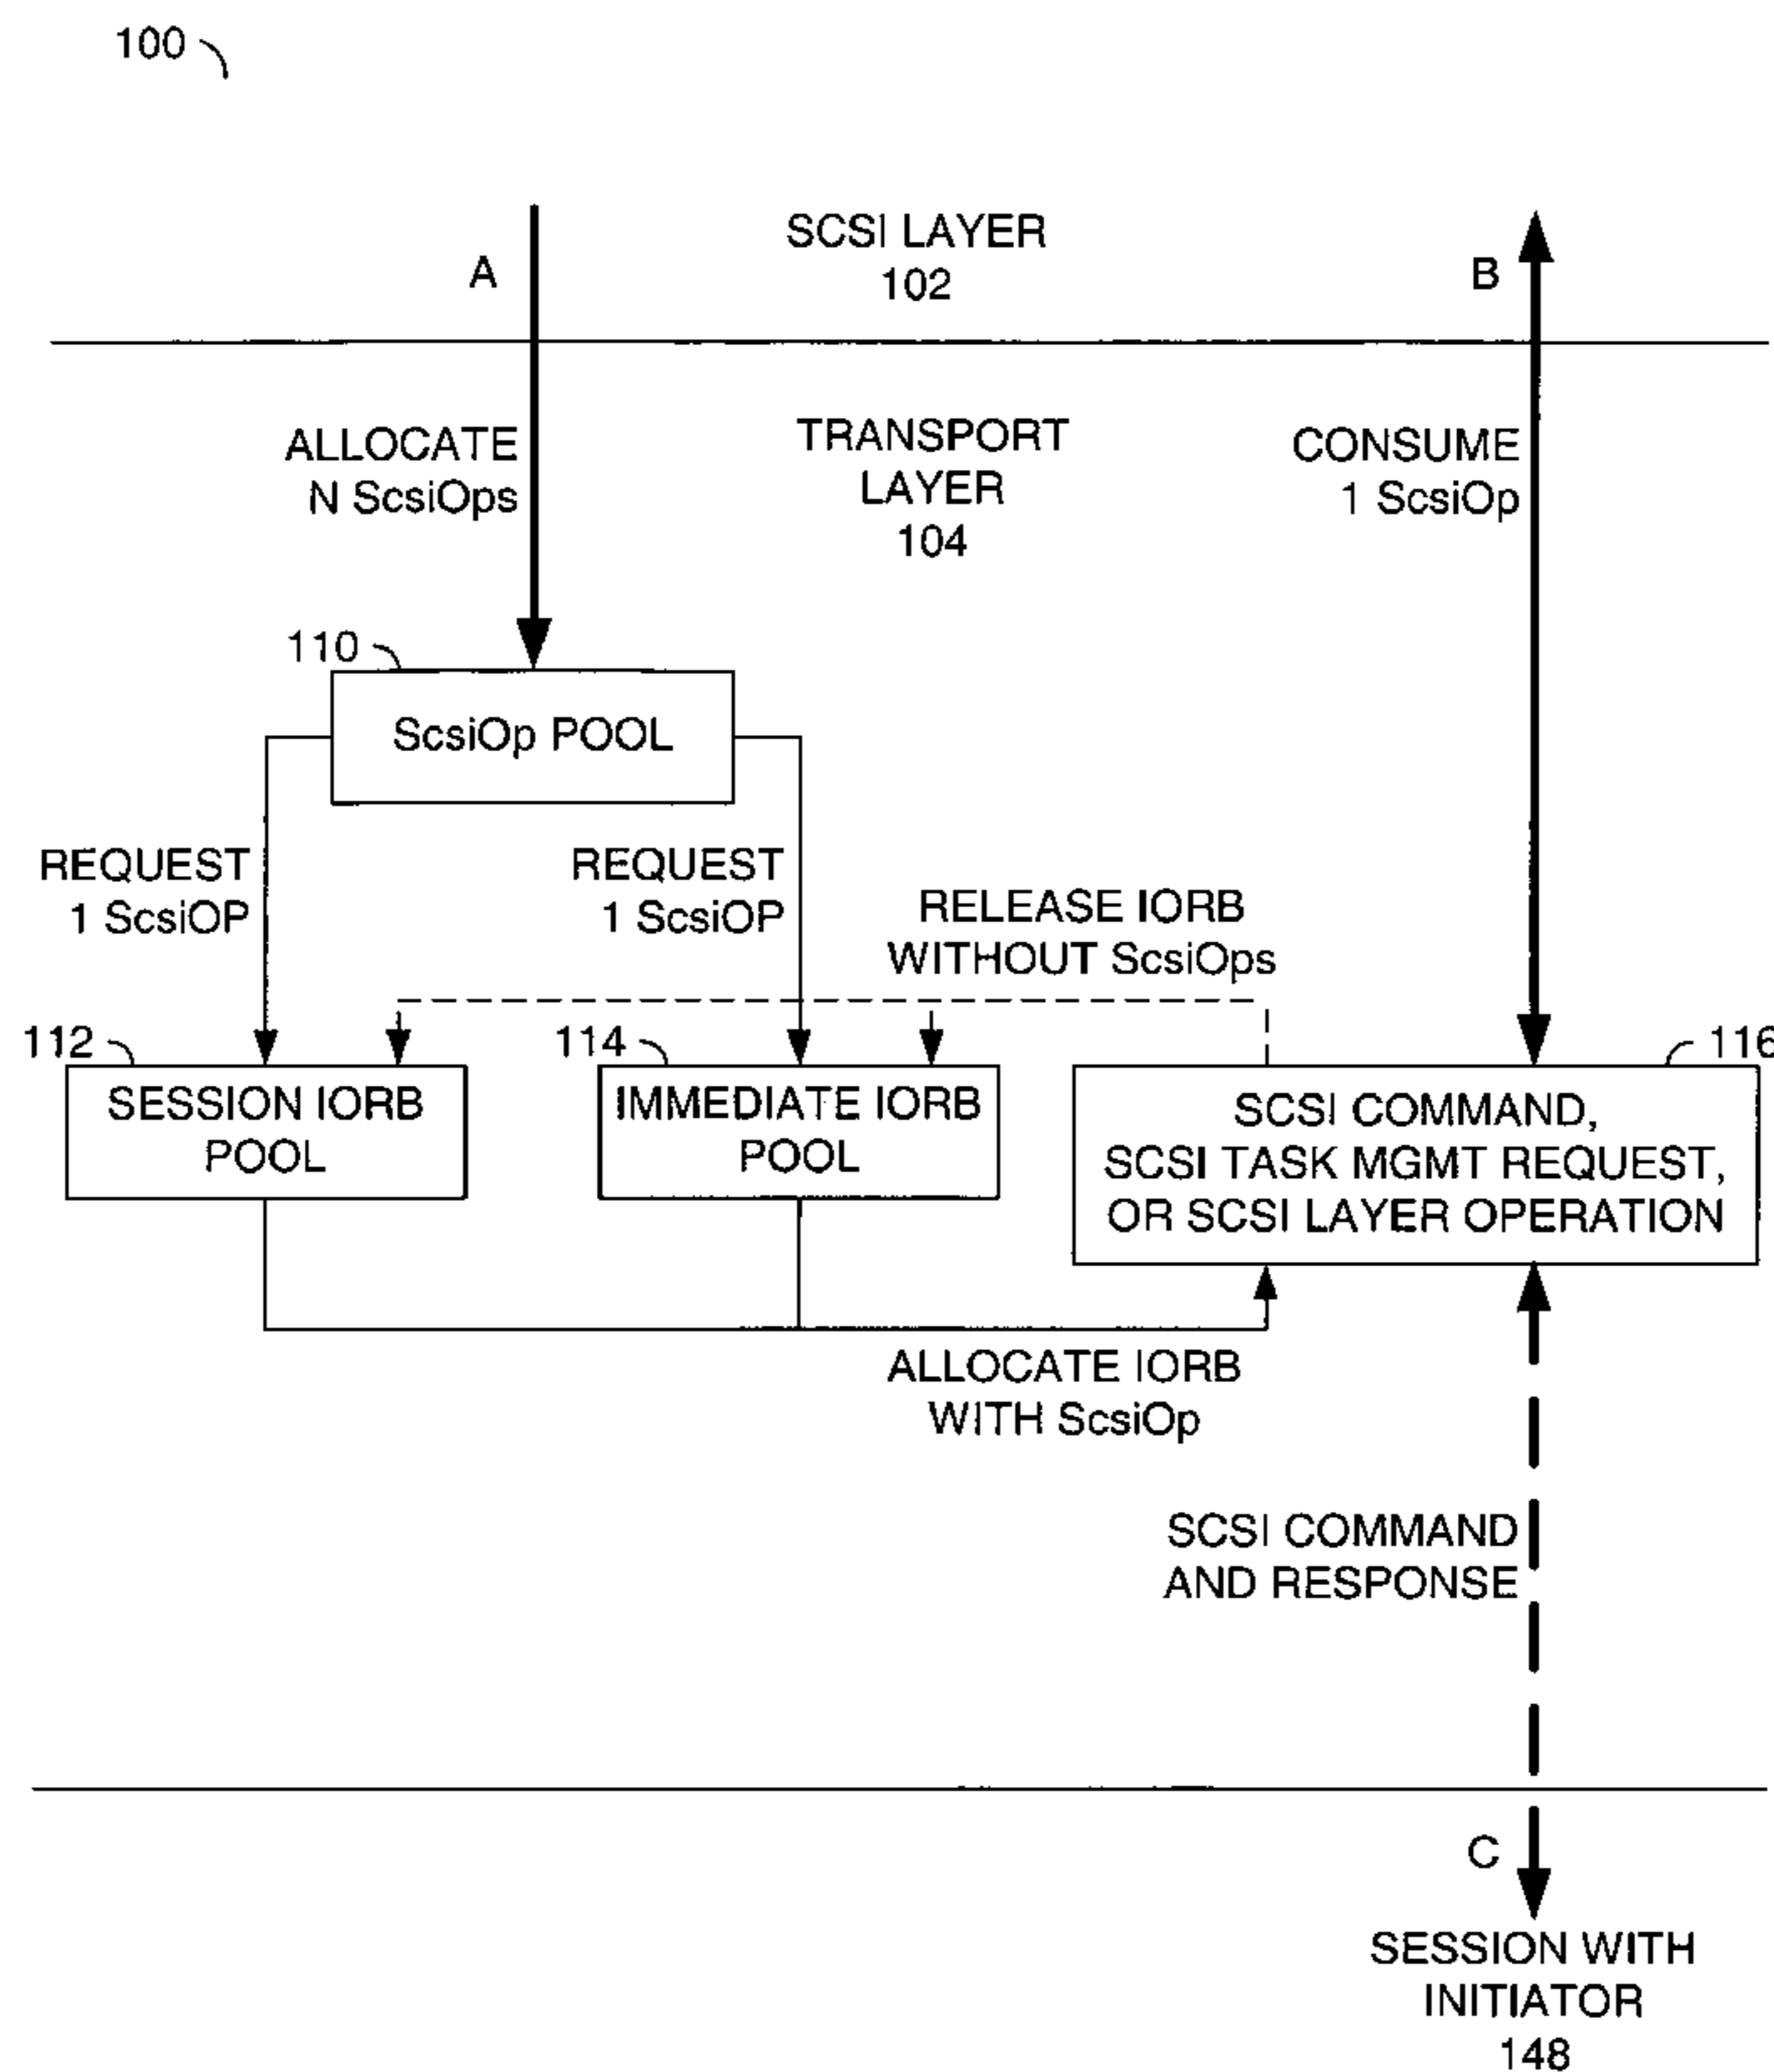 100
SCSI LAYER
102
A
B
ALLOCATE
N ScsiOps
TRANSPORT
LAYER
104
CONSUME
1 ScsiOp
110
ScsiOp POOL
REQUEST
1 ScsiOP
REQUEST
1 ScsiOP
RELEASE IORB
WITHOUT ScsiOps
112
114
116
SESSION IORB
POOL
IMMEDIATE IORB
POOL
SCSI COMMAND,
SCSI TASK MGMT REQUEST,
OR SCSI LAYER OPERATION
ALLOCATE IORB
WITH ScsiOp
SCSI COMMAND
AND RESPONSE
C
SESSION WITH
INITIATOR
148